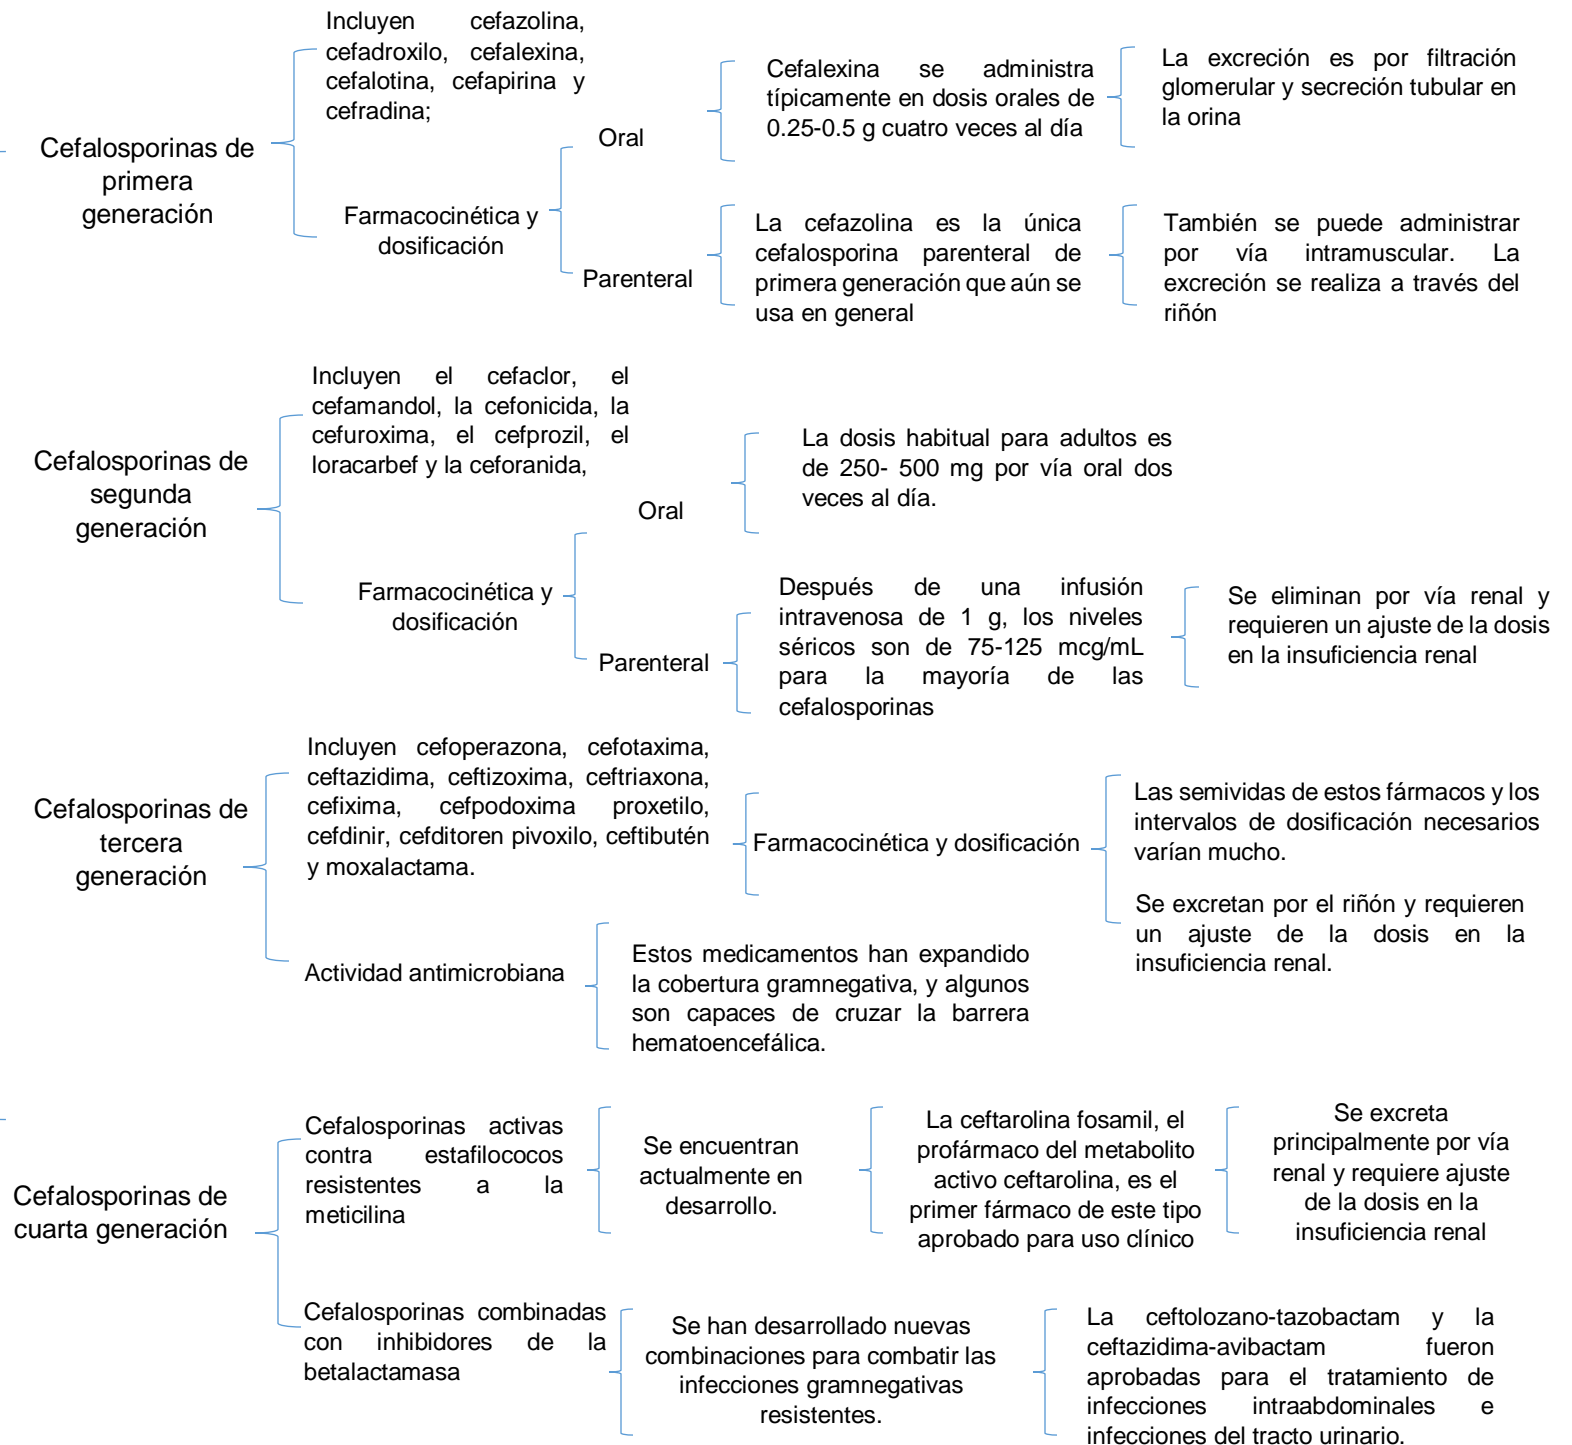 Cefalosporinas de
primera
generación
Incluyen cefazolina,
cefadroxilo, cefalexina,
cefalotina, cefapirina y
cefradina;
Farmacocinética y
dosificación
Oral
Cefalexina se administra
típicamente en dosis orales de
0.25-0.5 g cuatro veces al día
La excreción es por filtración
glomerular y secreción tubular en
la orina
Parenteral
La cefazolina es la única
cefalosporina parenteral de
primera generación que aún se
usa en general
También se puede administrar
por vía intramuscular. La
excreción se realiza a través del
riñón
Cefalosporinas de
segunda
generación
Incluyen el cefaclor, el
cefamandol, la cefonicida, la
cefuroxima, el cefprozil, el
loracarbef y la ceforanida,
Farmacocinética y
dosificación
Oral
La dosis habitual para adultos es
de 250- 500 mg por vía oral dos
veces al día.
Parenteral
Después de una infusión
intravenosa de 1 g, los niveles
séricos son de 75-125 mcg/mL
para la mayoría de las
cefalosporinas
Se eliminan por vía renal y
requieren un ajuste de la dosis
en la insuficiencia renal
Cefalosporinas de
tercera
generación
Incluyen cefoperazona, cefotaxima,
ceftazidima, ceftizoxima, ceftriaxona,
cefixima, cefpodoxima proxetilo,
cefdinir, cefditoren pivoxilo, ceftibutén
y moxalactama.
Farmacocinética y dosificación
Las semividas de estos fármacos y los
intervalos de dosificación necesarios
varían mucho.
Se excretan por el riñón y requieren
un ajuste de la dosis en la
insuficiencia renal.
Actividad antimicrobiana
Estos medicamentos han expandido
la cobertura gramnegativa, y algunos
son capaces de cruzar la barrera
hematoencefálica.
Cefalosporinas de
cuarta generación
Cefalosporinas activas
contra estafilococos
resistentes a la
meticilina
Se encuentran
actualmente en
desarrollo.
La ceftarolina fosamil, el
profármaco del metabolito
activo ceftarolina, es el
primer fármaco de este tipo
aprobado para uso clínico
Se excreta
principalmente por vía
renal y requiere ajuste
de la dosis en la
insuficiencia renal
Cefalosporinas combinadas
con inhibidores de la
betalactamasa
Se han desarrollado nuevas
combinaciones para combatir las
infecciones gramnegativas
resistentes.
La ceftolozano-tazobactam y la
ceftazidima-avibactam fueron
aprobadas para el tratamiento de
infecciones intraabdominales e
infecciones del tracto urinario.